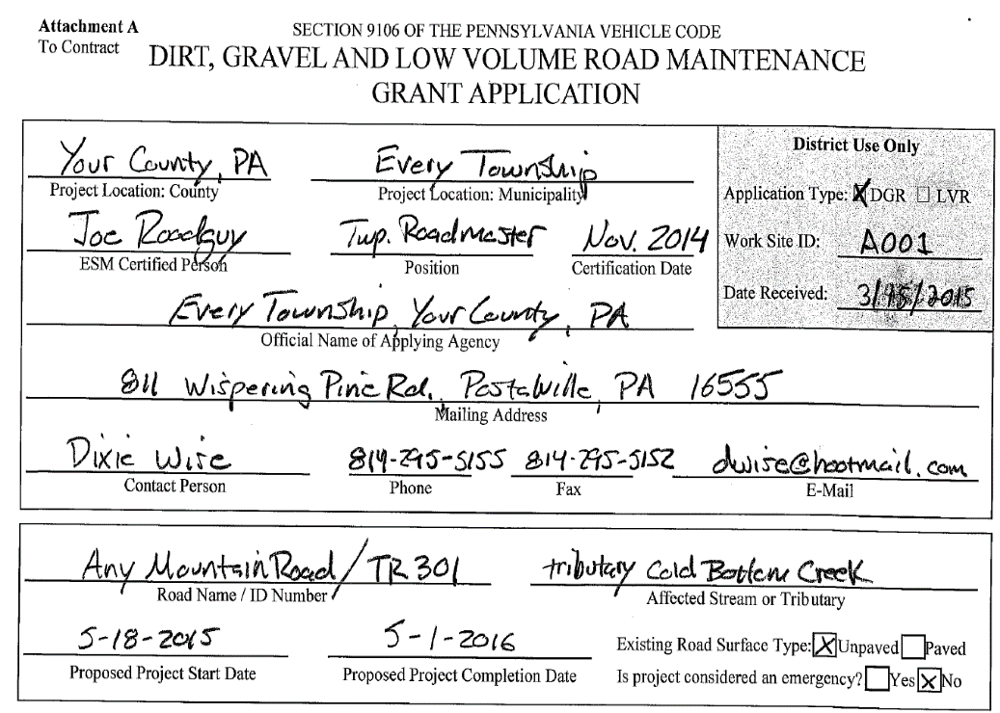 Attachment A
To Contract
SECTION 9106 OF THE PENNSYLVANIA VEHICLE CODE
DIRT, GRAVEL AND LOW VOLUME ROAD MAINTENANCE
GRANT APPLICATION
Your County, PA Every Township
Project Location: County Project Location: Municipality
Joe Roadguy Twp. Roadmaster Nov. 2014
ESM Certified Person Position Certification Date
District Use Only
Application Type: X DGR ☐ LVR
Work Site ID: A001
Date Received: 3/ /2015
Every Township, Your County, PA
Official Name of Applying Agency
811 Wispering Pine Rd. Postalville, PA 16555
Mailing Address
Dixie Wise 814-795-5155 814-795-5152 dwise@hootmail.com
Contact Person Phone Fax E-Mail
Any Mountain Road / TR 301 tributary Cold Bottom Creek
Road Name / ID Number Affected Stream or Tributary
5-18-2015 5-1-2016
Proposed Project Start Date Proposed Project Completion Date
Existing Road Surface Type: ☒ Unpaved ☐ Paved
Is project considered an emergency? ☐ Yes ☒ No